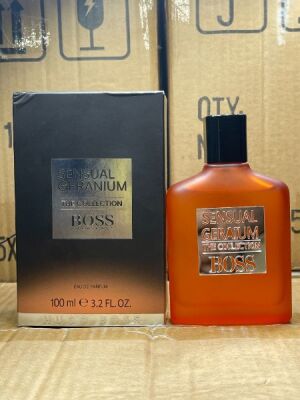 QTY.
SENSUAL
GERANIUM
THE COLLECTION
BOSS
EAU DE PARFUM
100 ml ℮ 3.2 FL.OZ.
SENSUAL
GERAIUM
THE COLLECTION
BOSS